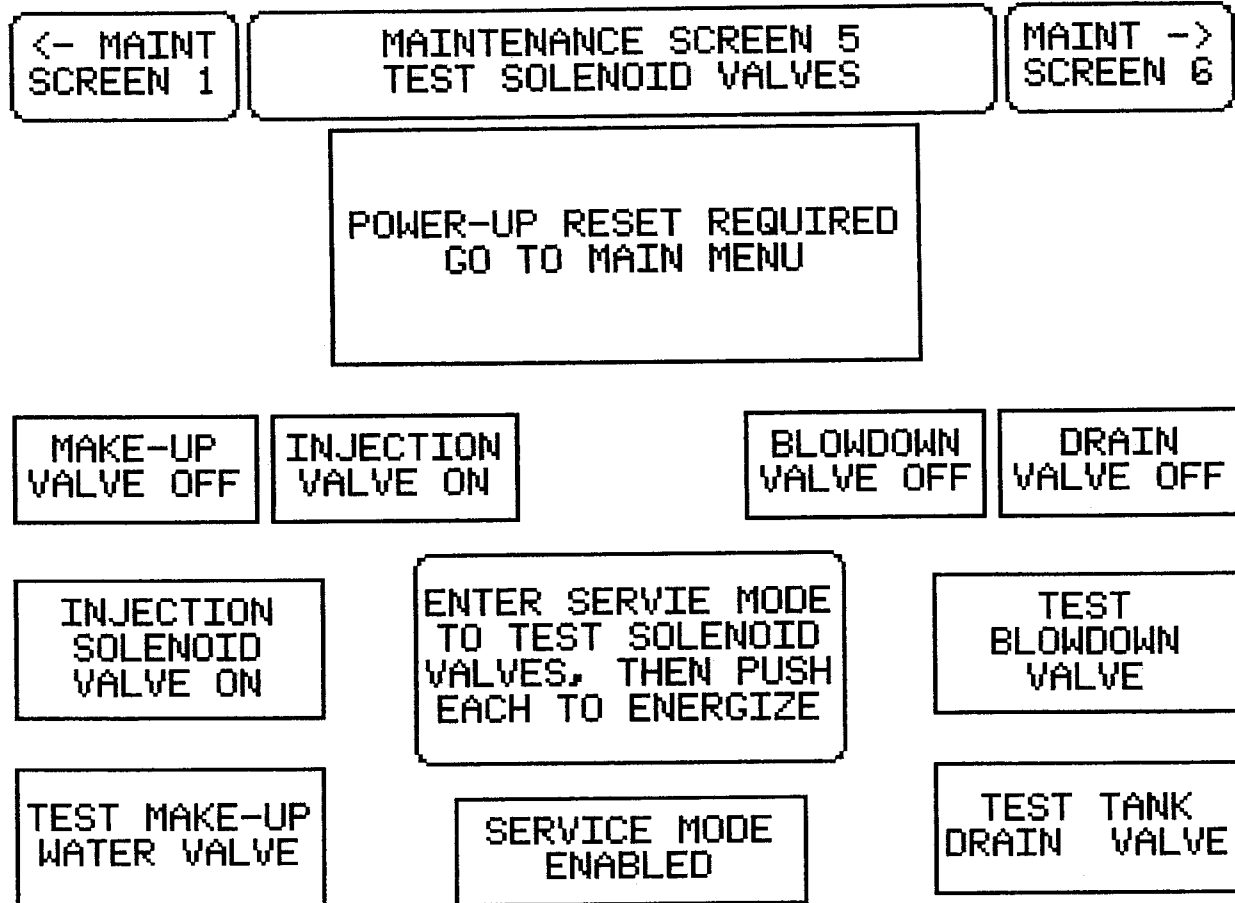 <- MAINT
SCREEN 1
MAINTENANCE SCREEN 5
TEST SOLENOID VALVES
MAINT ->
SCREEN 6
POWER-UP RESET REQUIRED
GO TO MAIN MENU
MAKE-UP
VALVE OFF
INJECTION
VALVE ON
BLOWDOWN
VALVE OFF
DRAIN
VALVE OFF
INJECTION
SOLENOID
VALVE ON
ENTER SERVIE MODE
TO TEST SOLENOID
VALVES, THEN PUSH
EACH TO ENERGIZE
TEST
BLOWDOWN
VALVE
TEST MAKE-UP
WATER VALVE
SERVICE MODE
ENABLED
TEST TANK
DRAIN VALVE